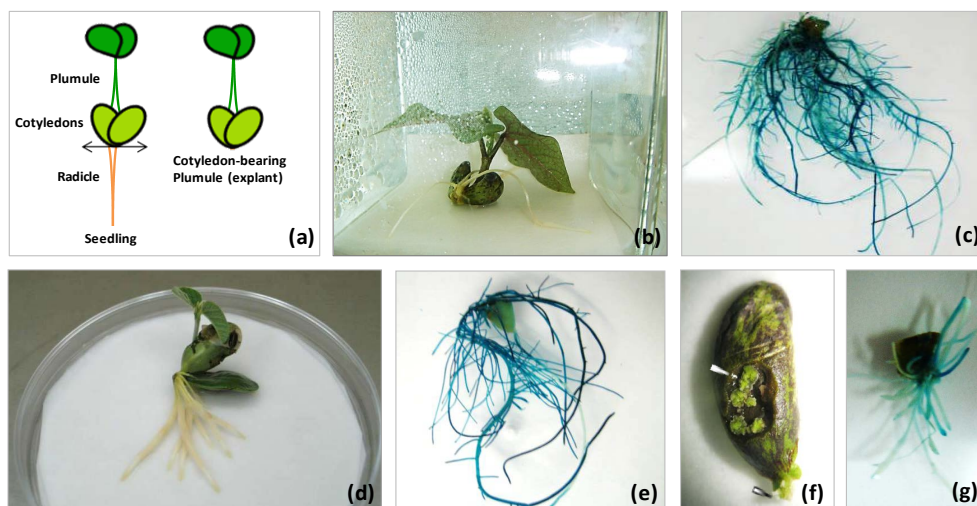 Plumule
Cotyledons
Radicle
Seedling
Cotyledon-bearing
Plumule (explant)
(a)
(b)
(c)
(d)
(e)
(f)
(g)